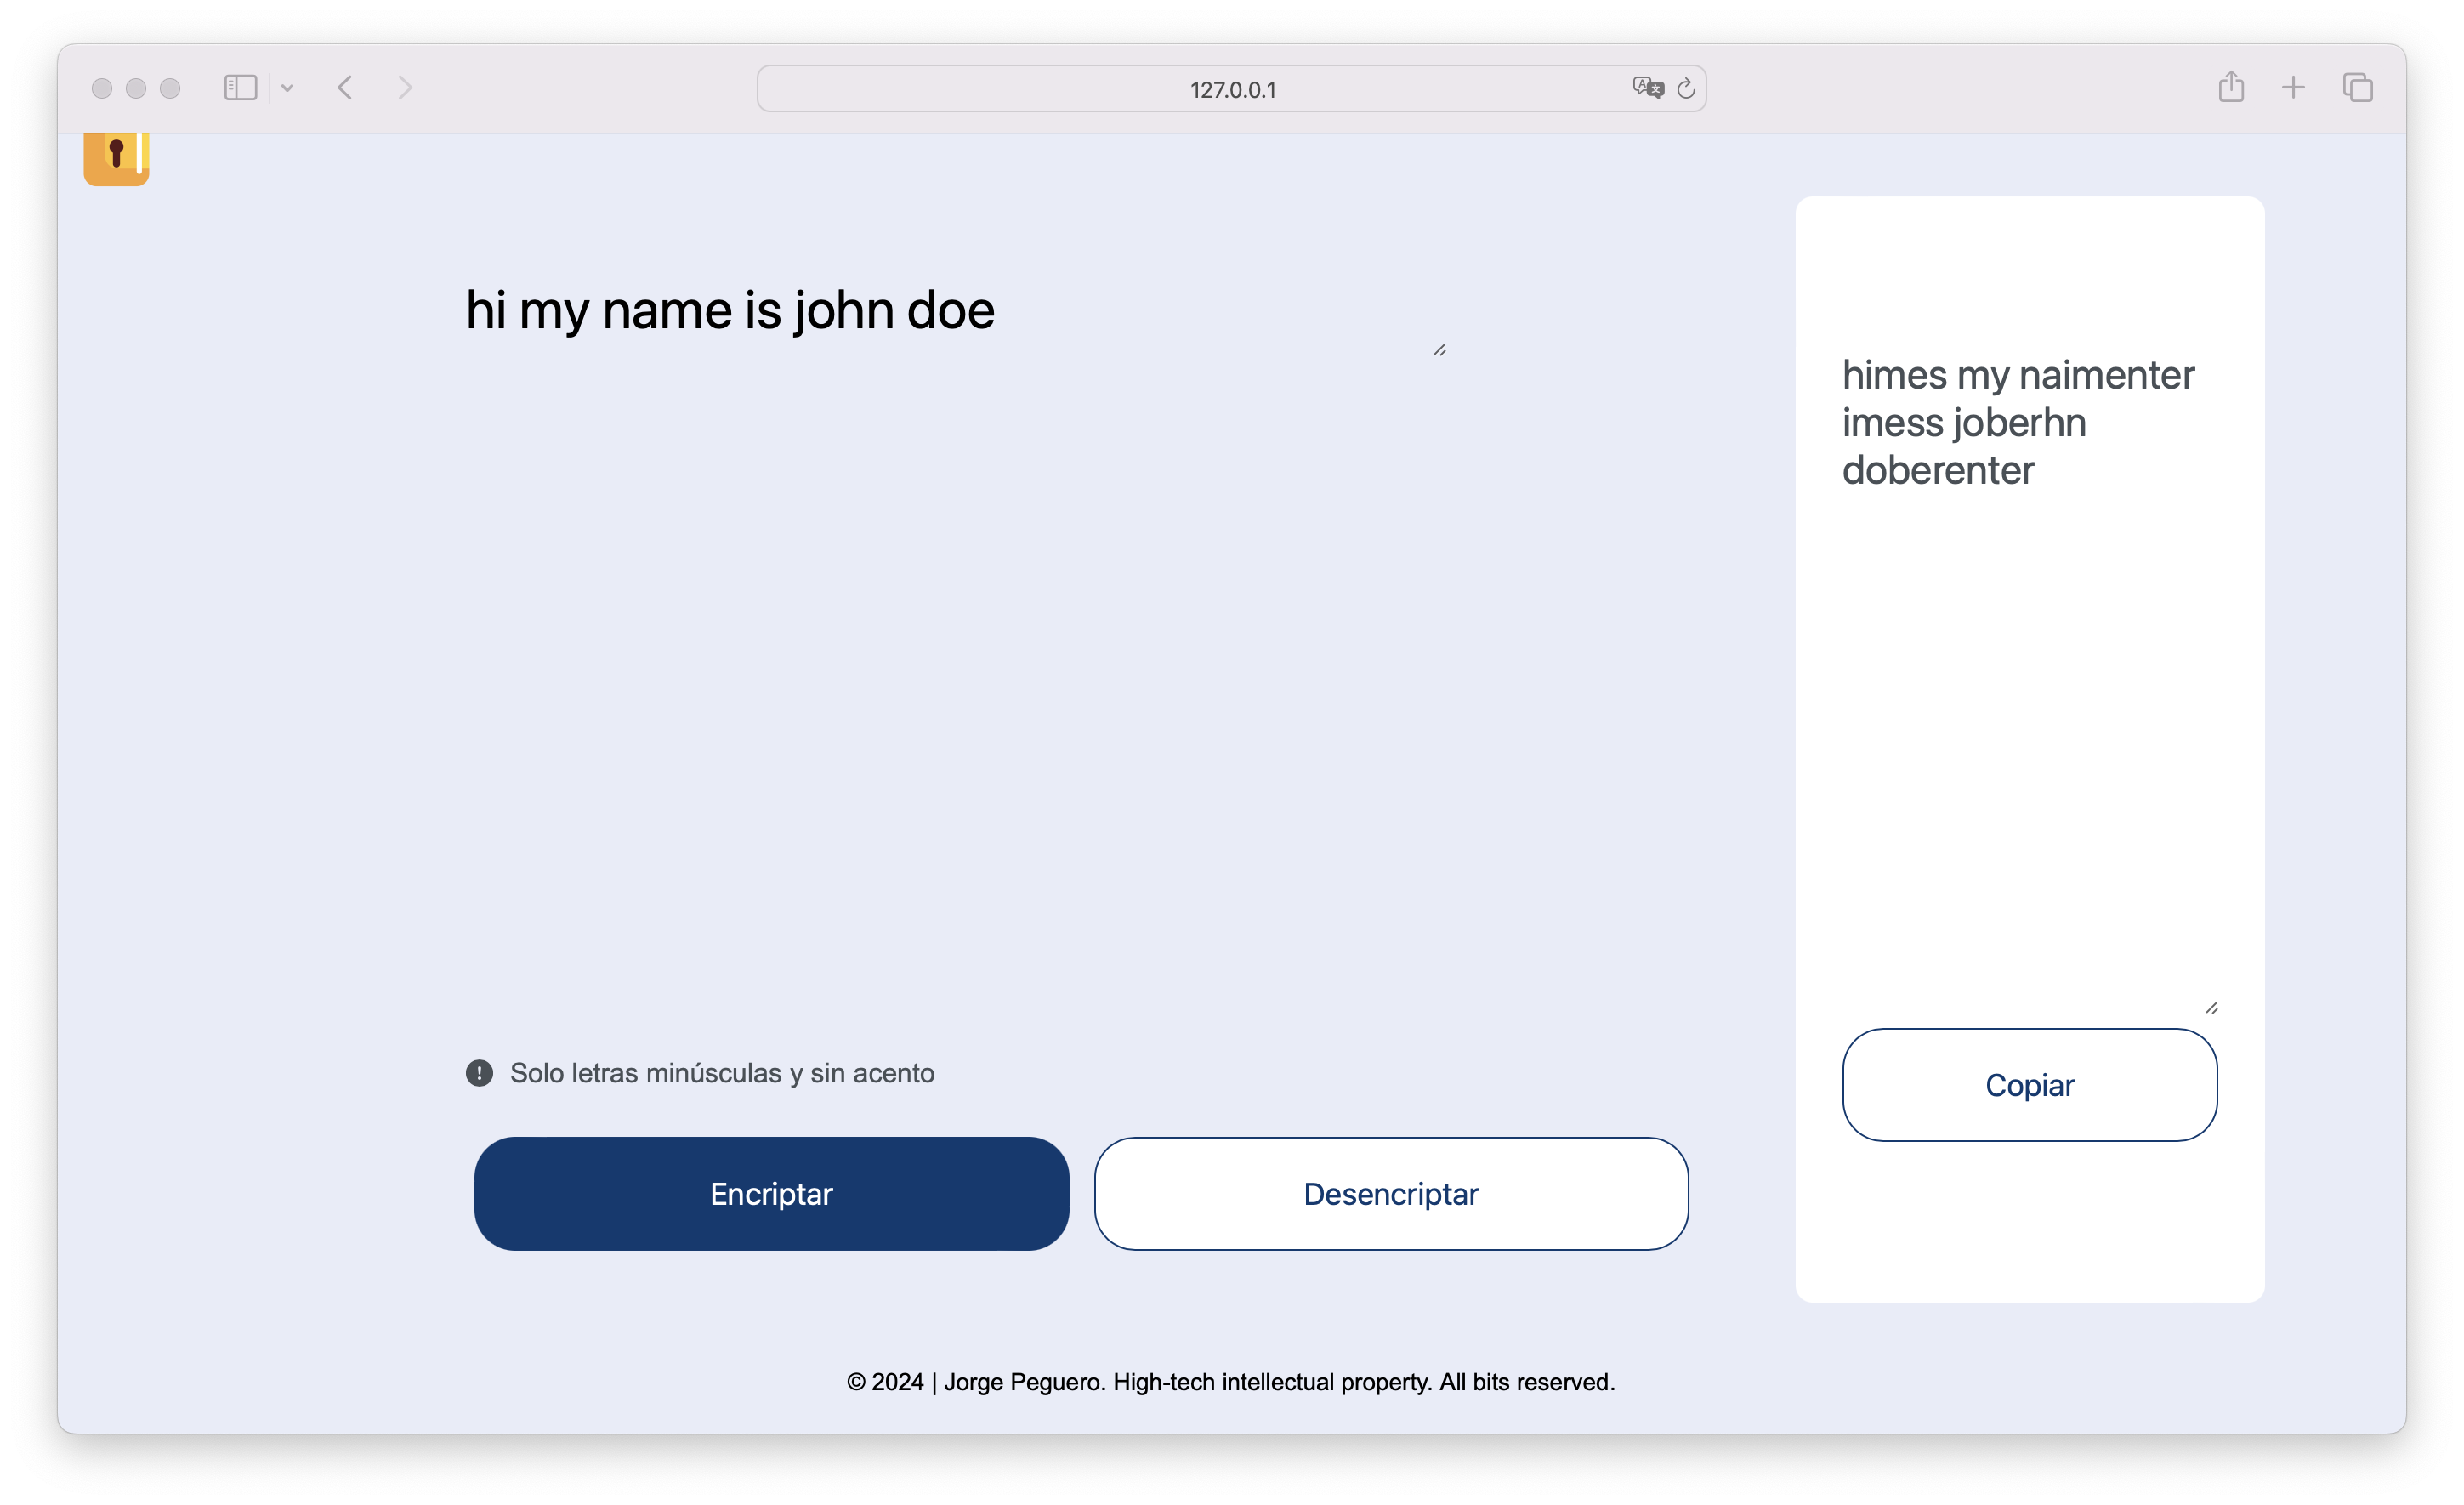 127.0.0.1
hi my name is john doe
himes my naimenter
imess joberhn
doberenter
Solo letras minúsculas y sin acento
Copiar
Encriptar
Desencriptar
© 2024 | Jorge Peguero. High-tech intellectual property. All bits reserved.